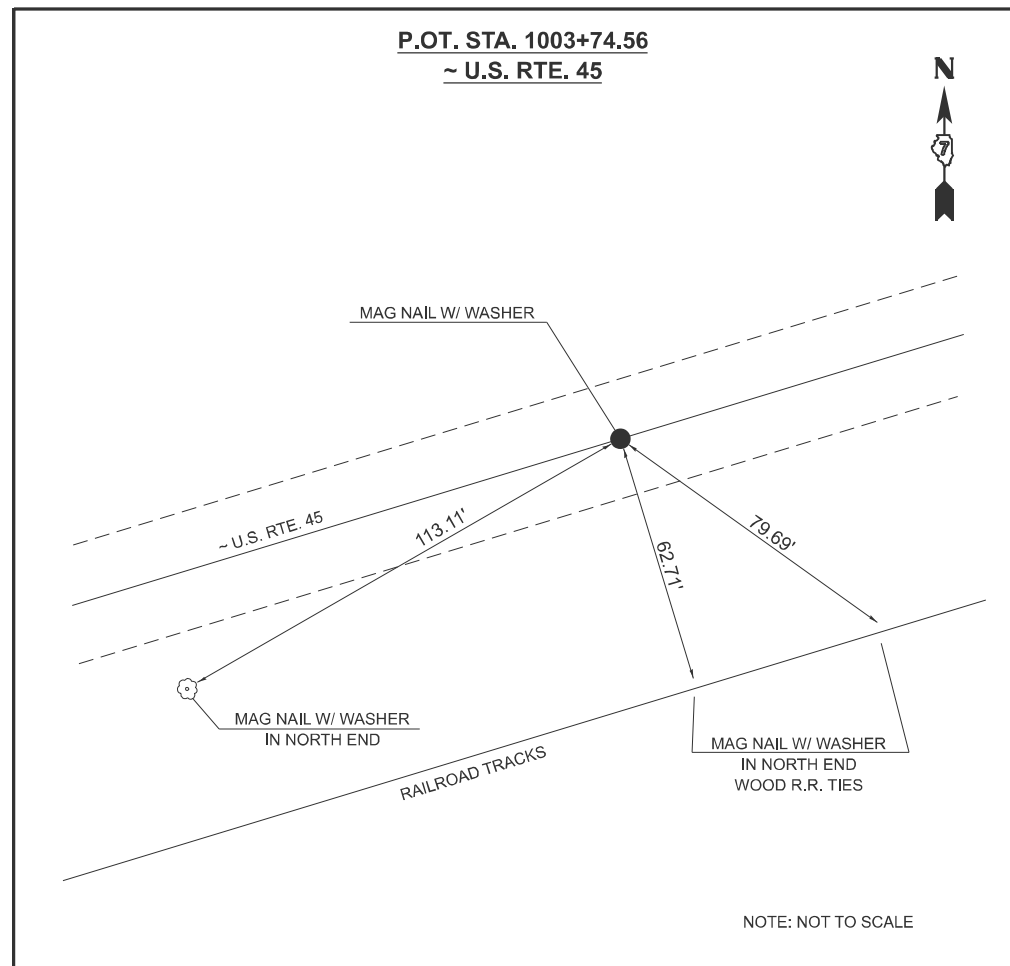 P.OT. STA. 1003+74.56
~ U.S. RTE. 45
N
7
MAG NAIL W/ WASHER
~ U.S. RTE. 45
113.11'
62.71'
79.69'
MAG NAIL W/ WASHER
IN NORTH END
RAILROAD TRACKS
MAG NAIL W/ WASHER
IN NORTH END
WOOD R.R. TIES
NOTE: NOT TO SCALE